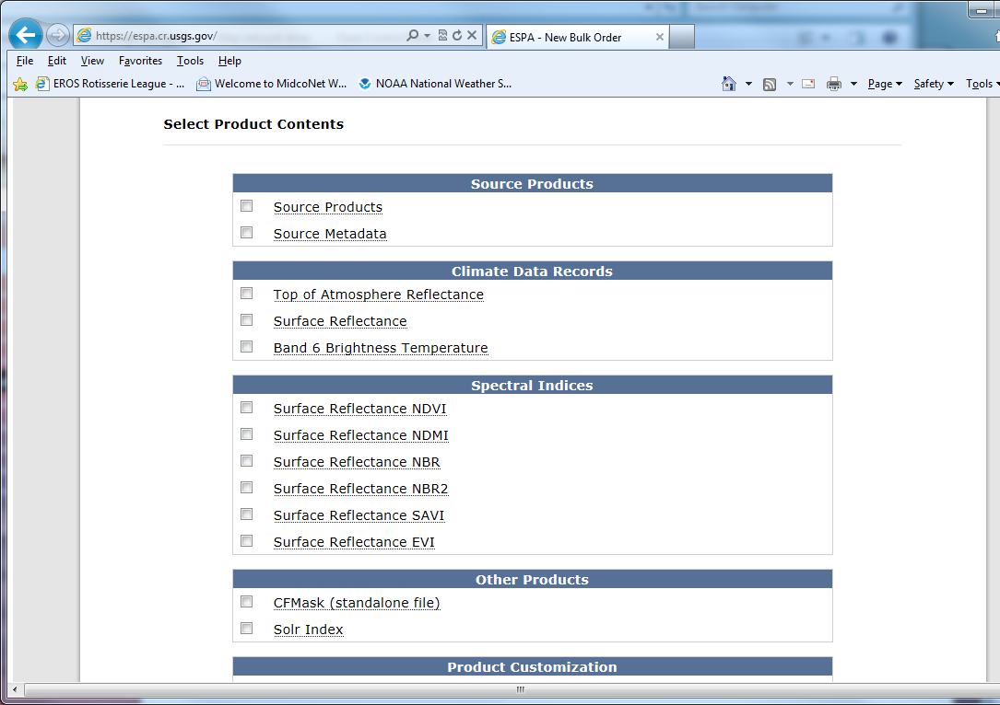 https://espa.cr.usgs.gov/
ESPA - New Bulk Order
File Edit View Favorites Tools Help
EROS Rotisserie League - ... Welcome to MidcoNet W... NOAA National Weather S... Page Safety Tools
Select Product Contents
Source Products
Source Products
Source Metadata
Climate Data Records
Top of Atmosphere Reflectance
Surface Reflectance
Band 6 Brightness Temperature
Spectral Indices
Surface Reflectance NDVI
Surface Reflectance NDMI
Surface Reflectance NBR
Surface Reflectance NBR2
Surface Reflectance SAVI
Surface Reflectance EVI
Other Products
CFMask (standalone file)
Solr Index
Product Customization